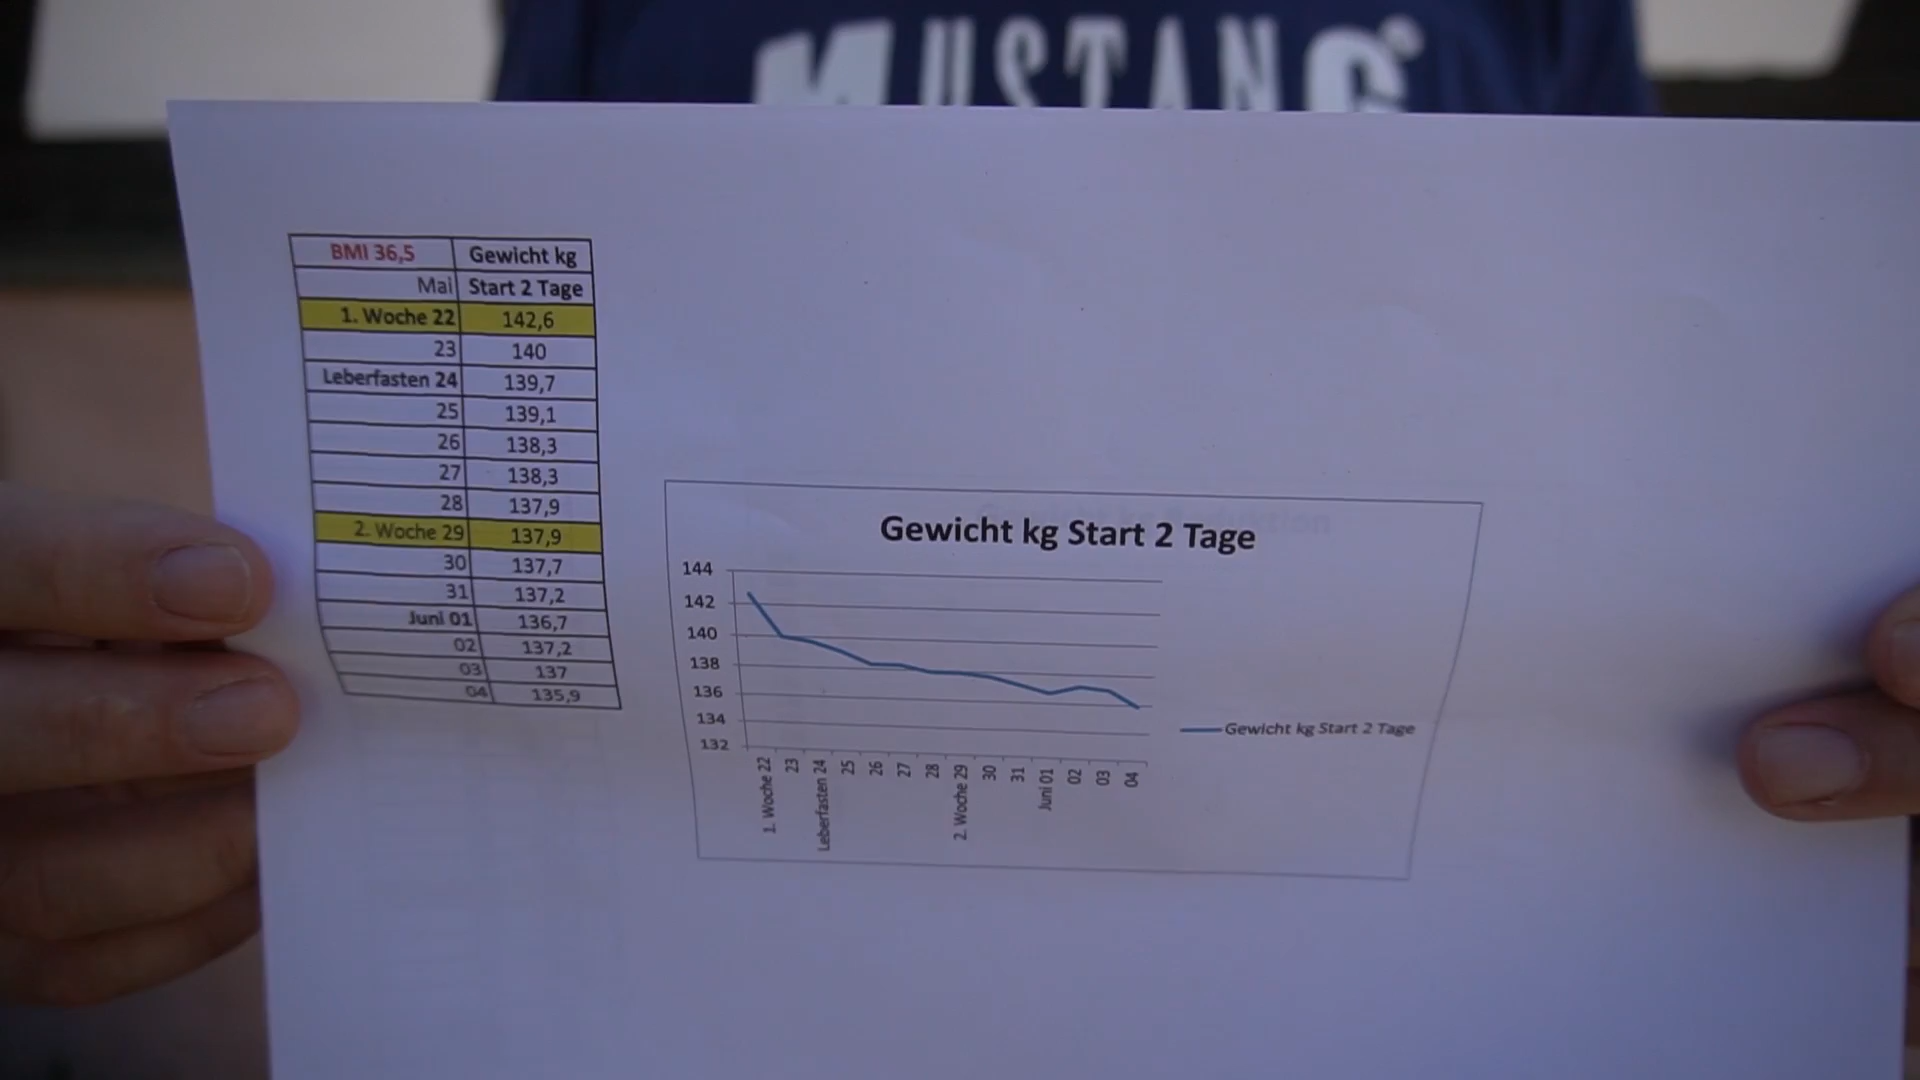 MUSTANG®
BMI 36,5 Gewicht kg
Mai Start 2 Tage
1. Woche 22 142,6
23 140
Leberfasten 24 139,7
25 139,1
26 138,3
27 138,3
28 137,9
2. Woche 29 137,9
30 137,7
31 137,2
Juni 01 136,7
02 137,2
03 137
04 135,9
Gewicht kg Start 2 Tage
144
142
140
138
136
134
132
Gewicht kg Start 2 Tage
1. Woche 22
23
Leberfasten 24
25
26
27
28
2. Woche 29
30
31
Juni 01
02
03
04